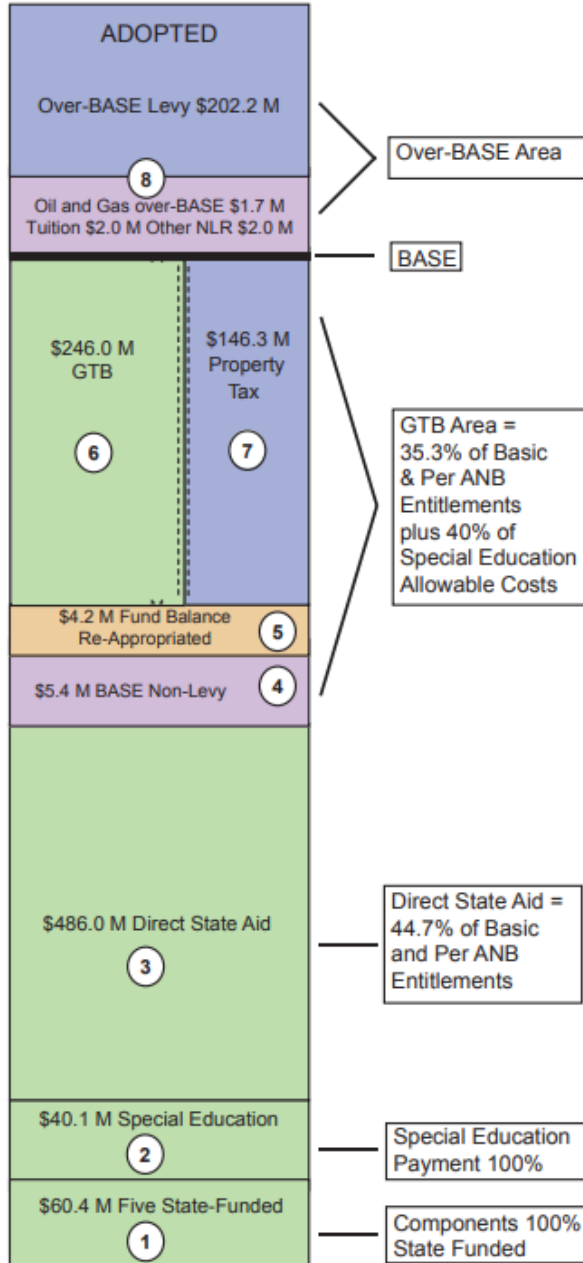 ADOPTED
Over-BASE Levy $202.2 M
8
Oil and Gas over-BASE $1.7 M
Tuition $2.0 M Other NLR $2.0 M
Over-BASE Area
BASE
$246.0 M
GTB
6
$146.3 M
Property
Tax
7
GTB Area =
35.3% of Basic
& Per ANB
Entitlements
plus 40% of
Special Education
Allowable Costs
$4.2 M Fund Balance
Re-Appropriated
5
$5.4 M BASE Non-Levy
4
$486.0 M Direct State Aid
3
Direct State Aid =
44.7% of Basic
and Per ANB
Entitlements
$40.1 M Special Education
2
Special Education
Payment 100%
$60.4 M Five State-Funded
1
Components 100%
State Funded